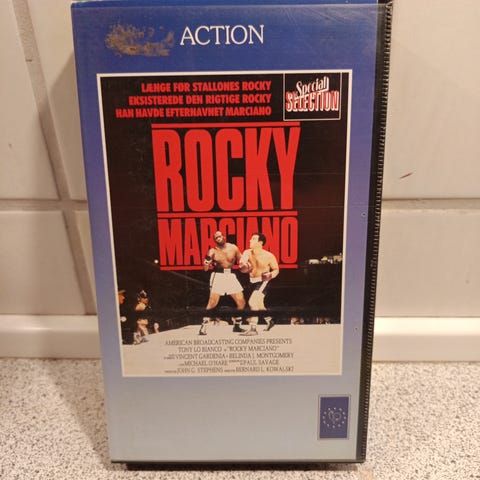 ACTION
LÆNGE FØR STALLONES ROCKY
EKSISTEREDE DEN RIGTIGE ROCKY
HAN HAVDE EFTERNAVNET MARCIANO
Special
SELECTION
ROCKY
MARCIANO
AMERICAN BROADCASTING COMPANIES PRESENTS
TONY LO BIANCO IN "ROCKY MARCIANO"
VINCENT GARDENIA BELINDA J. MONTGOMERY
MICHAEL O'HARE PAUL SAVAGE
JOHN G. STEPHENS BERNARD L. KOWALSKI